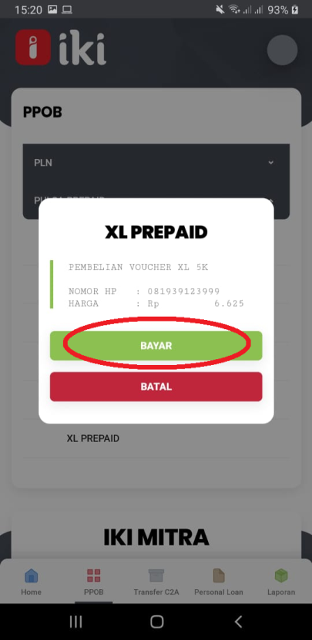 15:20
93%
iki
PPOB
PLN
PULSA PREPAID
XL PREPAID
PEMBELIAN VOUCHER XL 5K
NOMOR HP : 081939123999
HARGA : Rp 6.625
BAYAR
BATAL
XL PREPAID
IKI MITRA
Home PPOB Transfer C2A Personal Loan Laporan